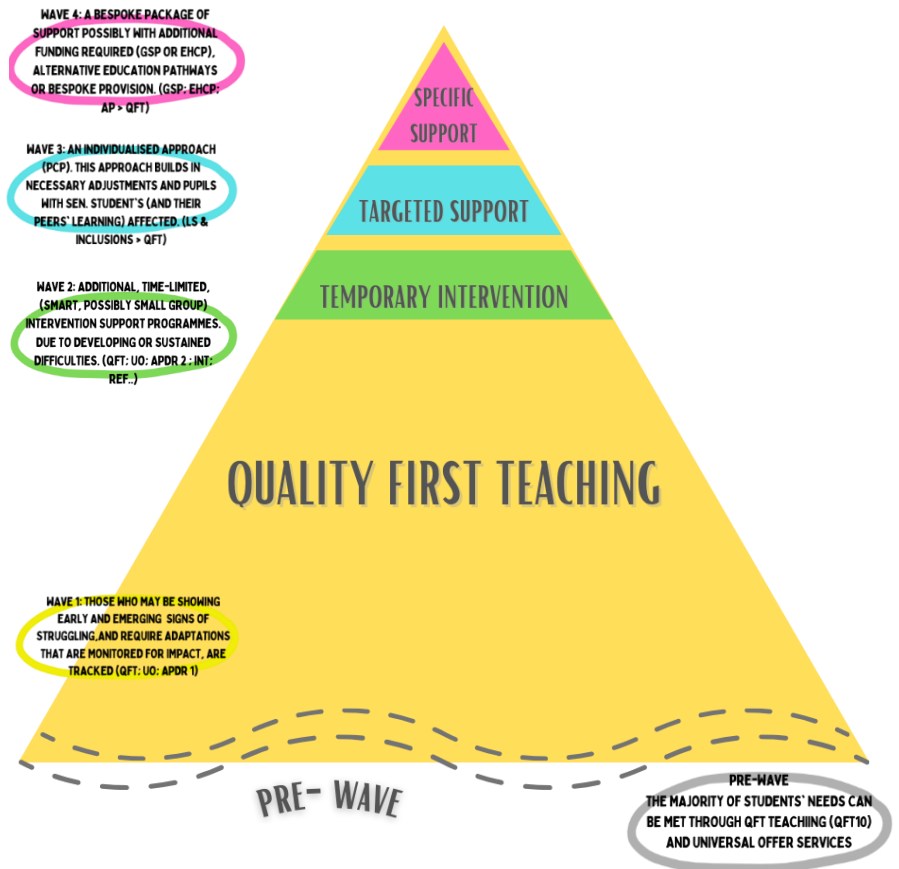 WAVE 4: A BESPOKE PACKAGE OF
SUPPORT POSSIBLY WITH ADDITIONAL
FUNDING REQUIRED (GSP OR EHCP),
ALTERNATIVE EDUCATION PATHWAYS
OR BESPOKE PROVISION. (GSP; EHCP;
AP > QFT)
SPECIFIC
SUPPORT
WAVE 3: AN INDIVIDUALISED APPROACH
(PCP). THIS APPROACH BUILDS IN
NECESSARY ADJUSTMENTS AND PUPILS
WITH SEN. STUDENT`S (AND THEIR
PEERS` LEARNING) AFFECTED. (LS &
INCLUSIONS > QFT)
TARGETED SUPPORT
WAVE 2: ADDITIONAL, TIME-LIMITED,
(SMART, POSSIBLY SMALL GROUP)
INTERVENTION SUPPORT PROGRAMMES.
DUE TO DEVELOPING OR SUSTAINED
DIFFICULTIES. (QFT; UO; APDR 2 ; INT;
REF..)
TEMPORARY INTERVENTION
QUALITY FIRST TEACHING
WAVE 1: THOSE WHO MAY BE SHOWING
EARLY AND EMERGING SIGNS OF
STRUGGLING,AND REQUIRE ADAPTATIONS
THAT ARE MONITORED FOR IMPACT, ARE
TRACKED (QFT; UO; APDR 1)
PRE- WAVE
PRE-WAVE
THE MAJORITY OF STUDENTS` NEEDS CAN
BE MET THROUGH QFT TEACHIING (QFT10)
AND UNIVERSAL OFFER SERVICES